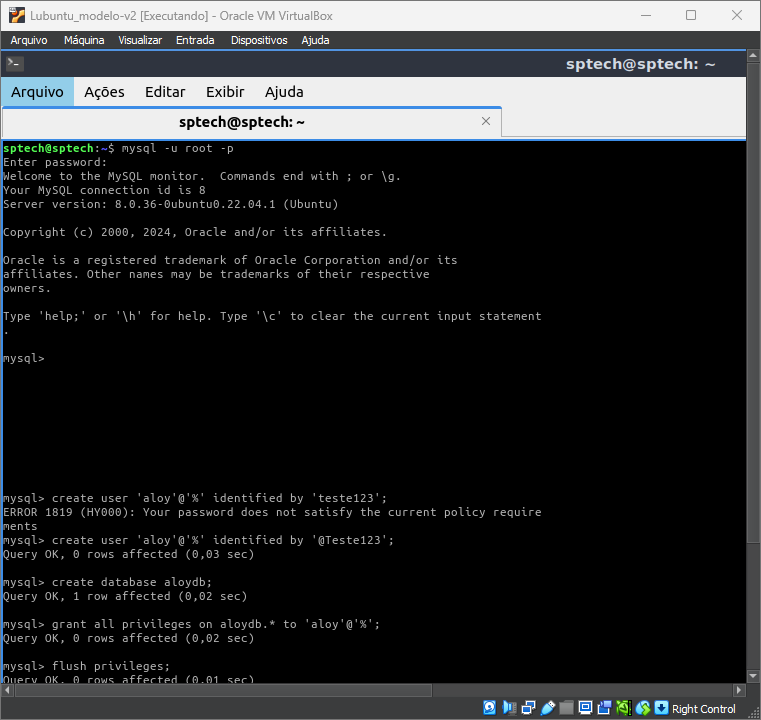 Lubuntu_modelo-v2 [Executando] - Oracle VM VirtualBox
Arquivo Máquina Visualizar Entrada Dispositivos Ajuda
sptech@sptech: ~
Arquivo Ações Editar Exibir Ajuda
sptech@sptech: ~
sptech@sptech:~$ mysql -u root -p
Enter password:
Welcome to the MySQL monitor.  Commands end with ; or \g.
Your MySQL connection id is 8
Server version: 8.0.36-0ubuntu0.22.04.1 (Ubuntu)
Copyright (c) 2000, 2024, Oracle and/or its affiliates.
Oracle is a registered trademark of Oracle Corporation and/or its
affiliates. Other names may be trademarks of their respective
owners.
Type 'help;' or '\h' for help. Type '\c' to clear the current input statement
.
mysql>
mysql> create user 'aloy'@'%' identified by 'teste123';
ERROR 1819 (HY000): Your password does not satisfy the current policy require
ments
mysql> create user 'aloy'@'%' identified by '@Teste123';
Query OK, 0 rows affected (0,03 sec)
mysql> create database aloydb;
Query OK, 1 row affected (0,02 sec)
mysql> grant all privileges on aloydb.* to 'aloy'@'%';
Query OK, 0 rows affected (0,02 sec)
mysql> flush privileges;
Query OK, 0 rows affected (0,01 sec)
Right Control